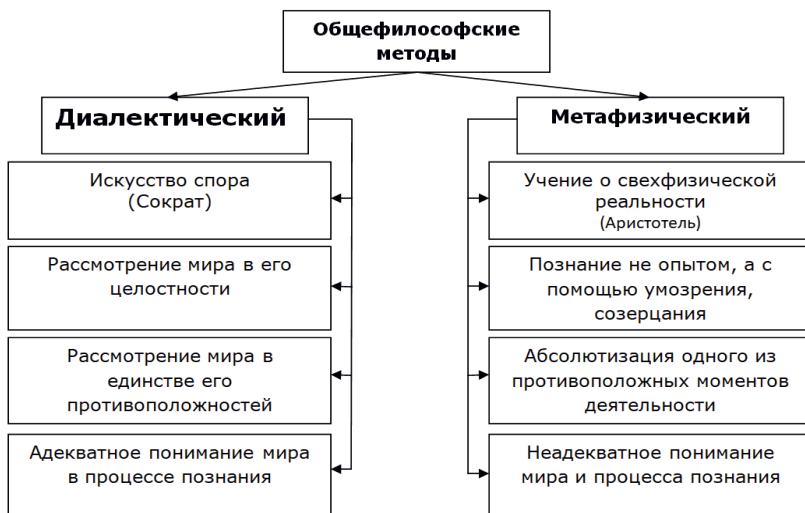 Общефилософские
методы
Диалектический
Искусство спора
(Сократ)
Рассмотрение мира в его
целостности
Рассмотрение мира в
единстве его
противоположностей
Адекватное понимание мира
в процессе познания
Метафизический
Учение о свехфизической
реальности
(Аристотель)
Познание не опытом, а с
помощью умозрения,
созерцания
Абсолютизация одного из
противоположных моментов
деятельности
Неадекватное понимание
мира и процесса познания